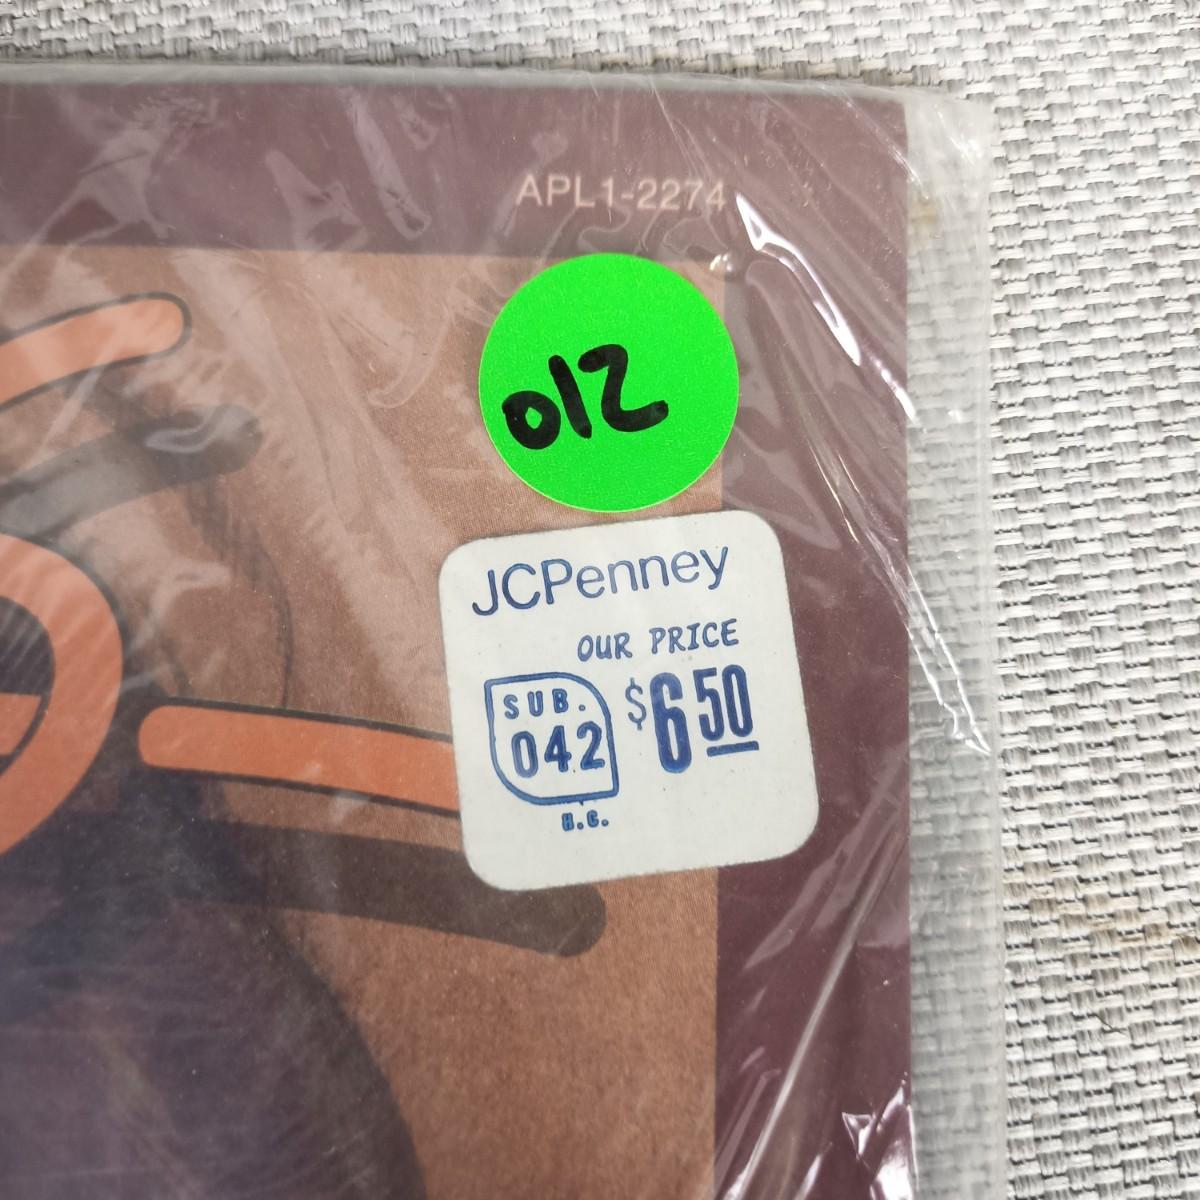 APL1-2274
012
JCPenney
OUR PRICE
SUB.
042
$6 50
H.C.